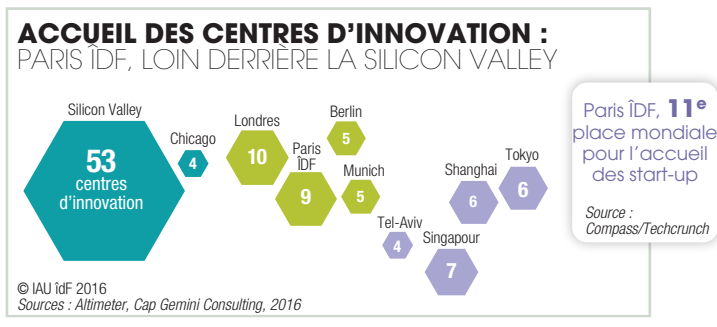 ACCUEIL DES CENTRES D'INNOVATION :
PARIS ÎDF, LOIN DERRIÈRE LA SILICON VALLEY
Silicon Valley
53
centres
d'innovation
Chicago
4
Londres
10
Paris
ÎDF
9
Berlin
5
Munich
5
Tel-Aviv
4
Shanghai
6
Tokyo
6
Singapour
7
Paris ÎDF, 11e
place mondiale
pour l'accueil
des start-up
Source :
Compass/Techcrunch
© IAU îdF 2016
Sources : Altimeter, Cap Gemini Consulting, 2016